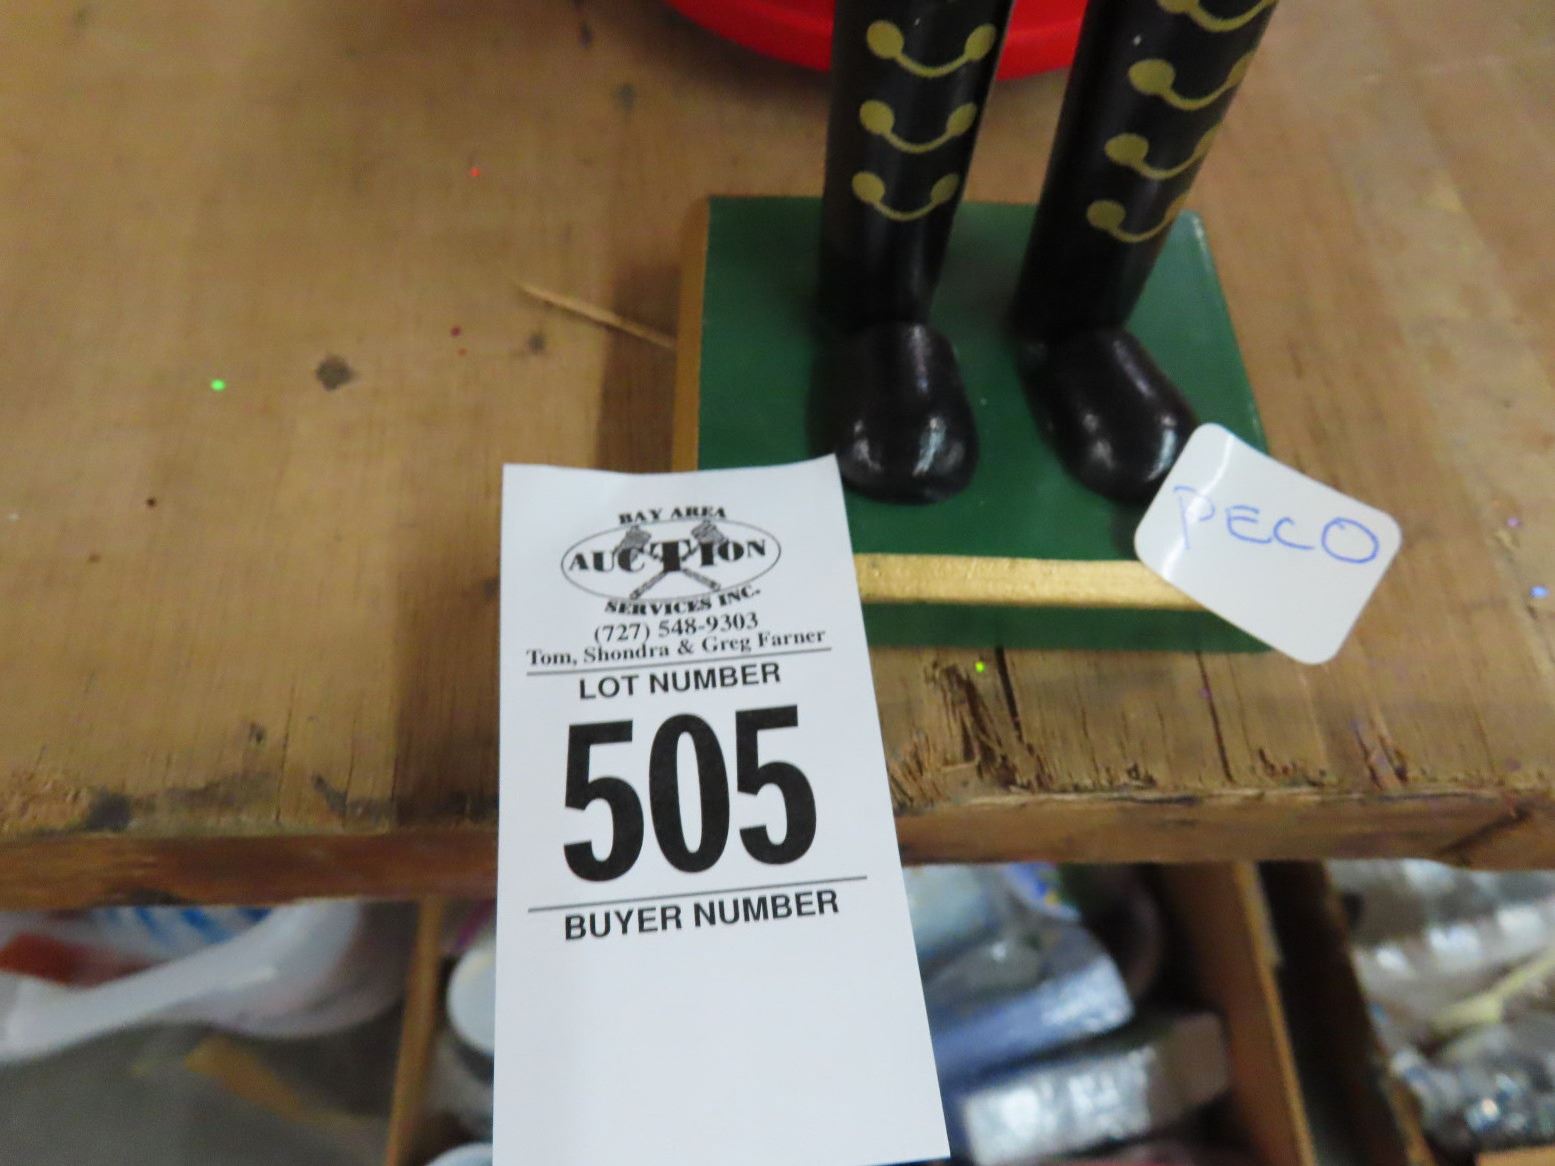 BAY AREA
AUCTION
SERVICES INC.
(727) 548-9303
Tom, Shondra & Greg Farner
LOT NUMBER
505
BUYER NUMBER
PECO